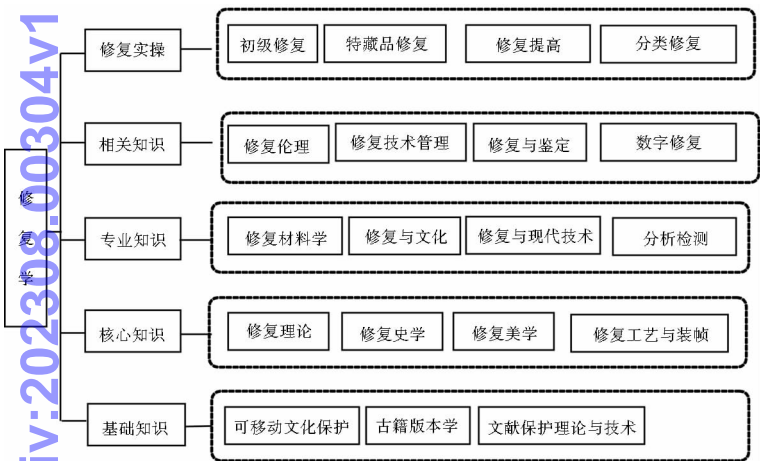 修复学
修复实操
初级修复
特藏品修复
修复提高
分类修复
相关知识
修复伦理
修复技术管理
修复与鉴定
数字修复
专业知识
修复材料学
修复与文化
修复与现代技术
分析检测
核心知识
修复理论
修复史学
修复美学
修复工艺与装帧
基础知识
可移动文化保护
古籍版本学
文献保护理论与技术
iv:202308.00304v1